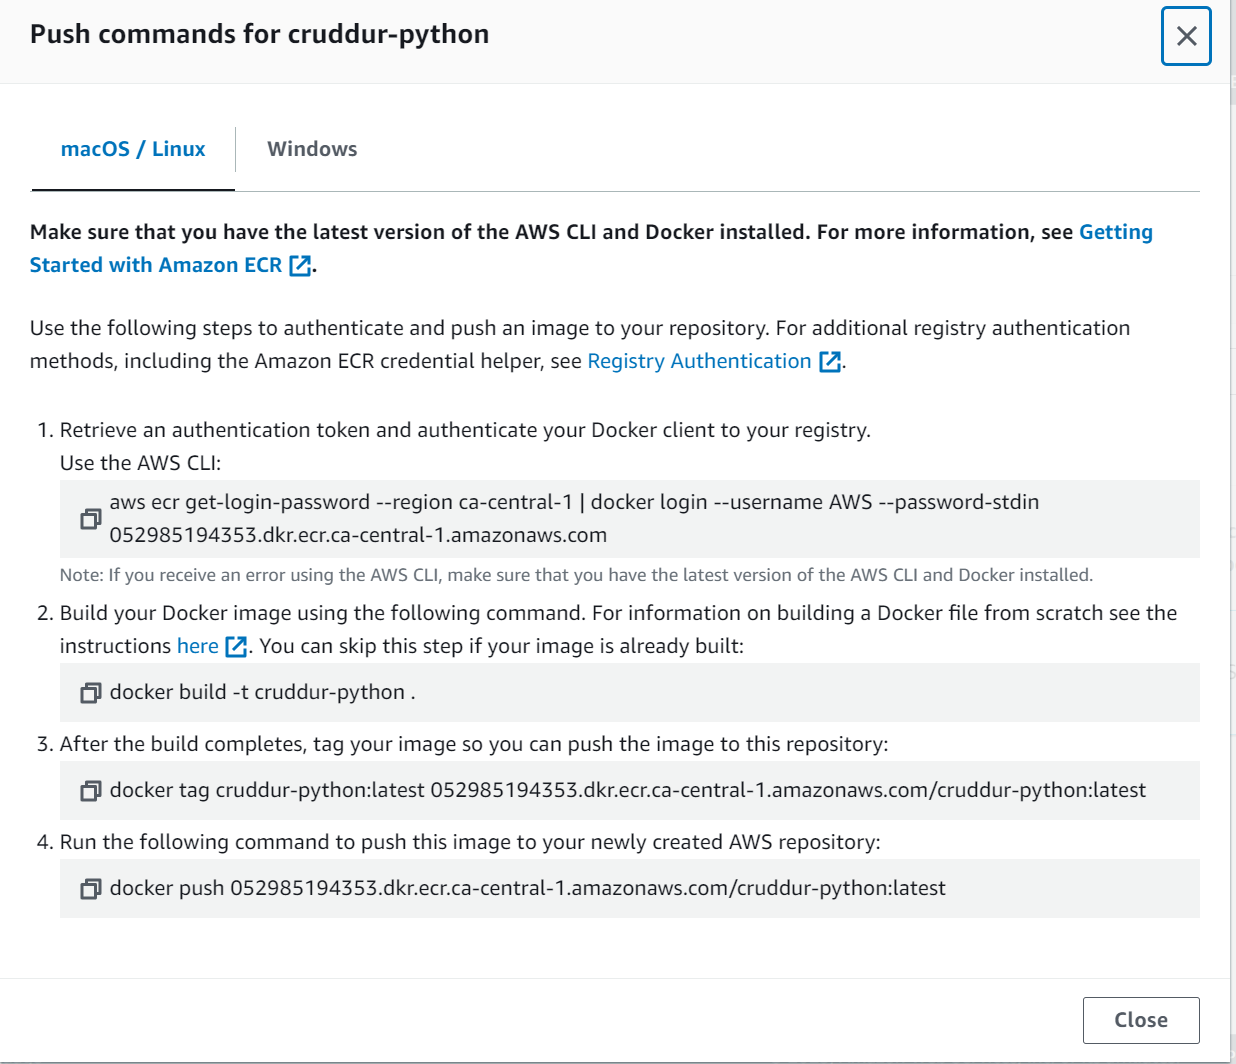 Push commands for cruddur-python
macOS / Linux
Windows
Make sure that you have the latest version of the AWS CLI and Docker installed. For more information, see Getting
Started with Amazon ECR.
Use the following steps to authenticate and push an image to your repository. For additional registry authentication
methods, including the Amazon ECR credential helper, see Registry Authentication.
1. Retrieve an authentication token and authenticate your Docker client to your registry.
Use the AWS CLI:
aws ecr get-login-password --region ca-central-1 | docker login --username AWS --password-stdin
052985194353.dkr.ecr.ca-central-1.amazonaws.com
Note: If you receive an error using the AWS CLI, make sure that you have the latest version of the AWS CLI and Docker installed.
2. Build your Docker image using the following command. For information on building a Docker file from scratch see the
instructions here. You can skip this step if your image is already built:
docker build -t cruddur-python .
3. After the build completes, tag your image so you can push the image to this repository:
docker tag cruddur-python:latest 052985194353.dkr.ecr.ca-central-1.amazonaws.com/cruddur-python:latest
4. Run the following command to push this image to your newly created AWS repository:
docker push 052985194353.dkr.ecr.ca-central-1.amazonaws.com/cruddur-python:latest
Close